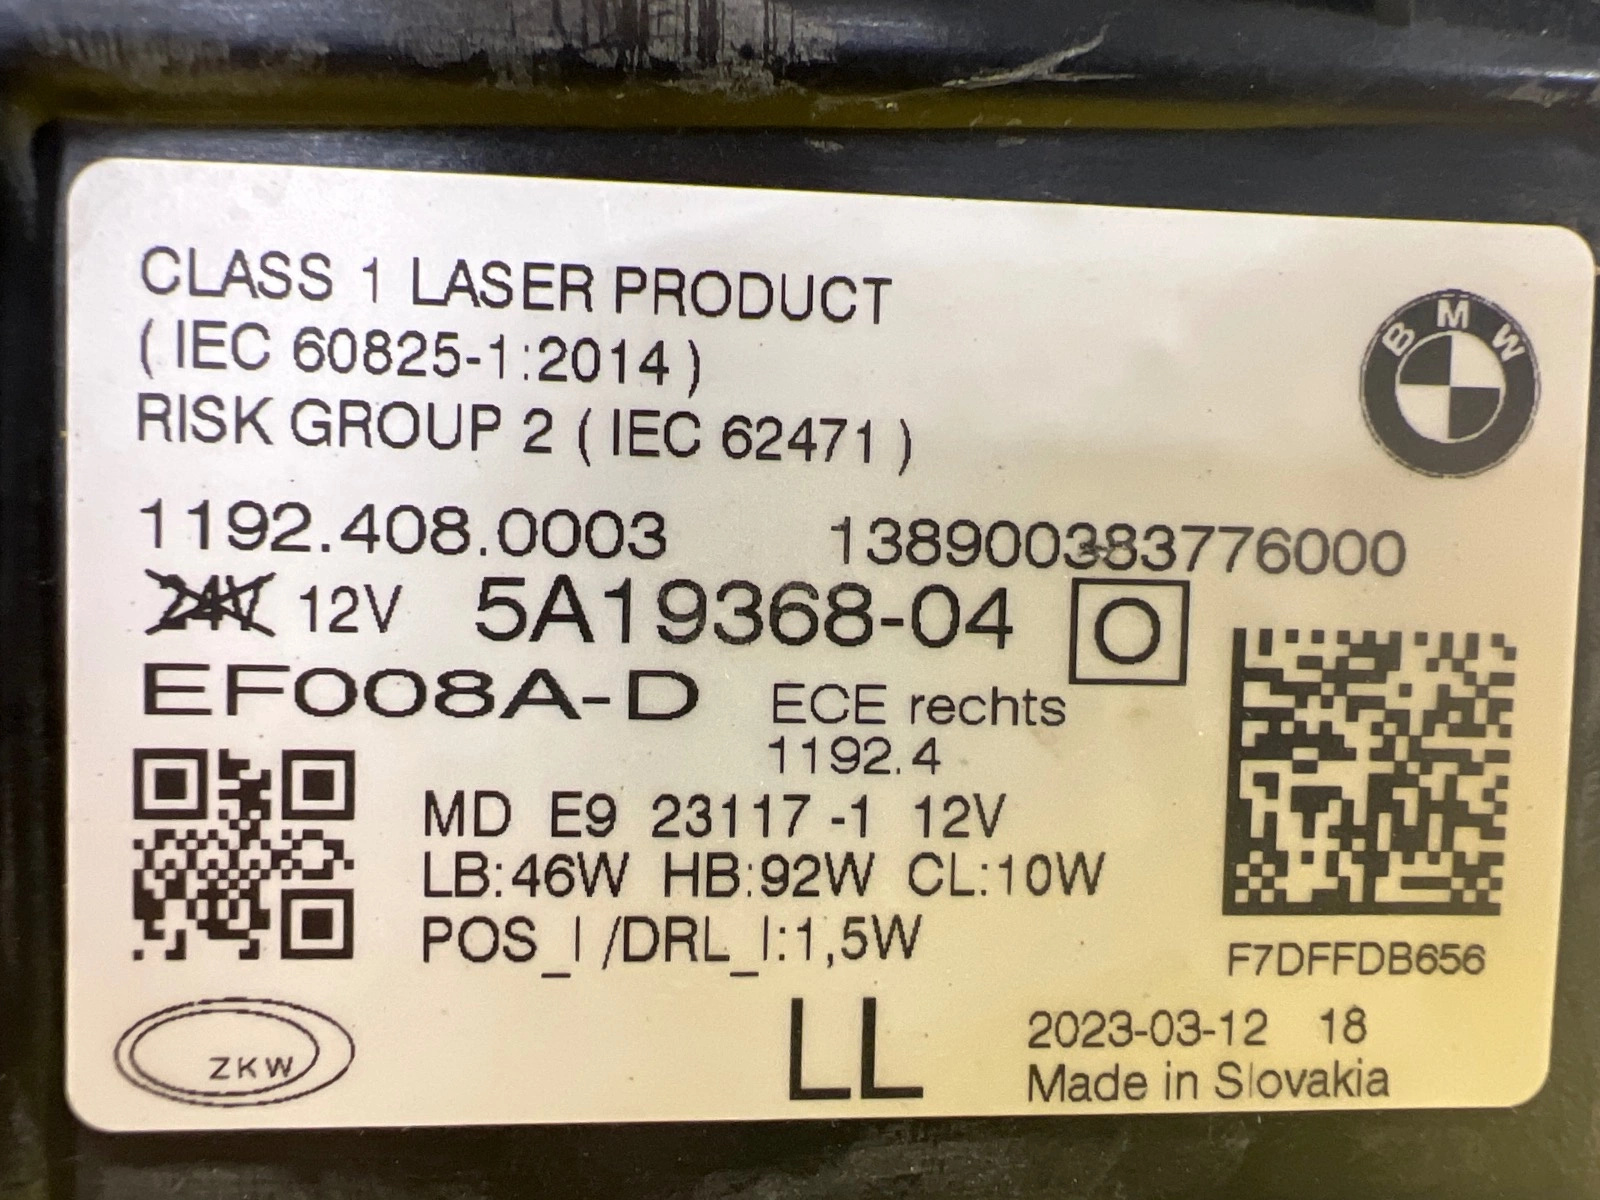 CLASS 1 LASER PRODUCT
( IEC 60825-1:2014 )
RISK GROUP 2 ( IEC 62471 )
BMW
1192.408.0003 138900383776000
24V 12V 5A19368-04 O
EF008A-D ECE rechts
1192.4
MD E9 23117 -1 12V
LB:46W HB:92W CL:10W
POS_I /DRL_I:1,5W
F7DFFDB656
ZKW
LL
2023-03-12 18
Made in Slovakia